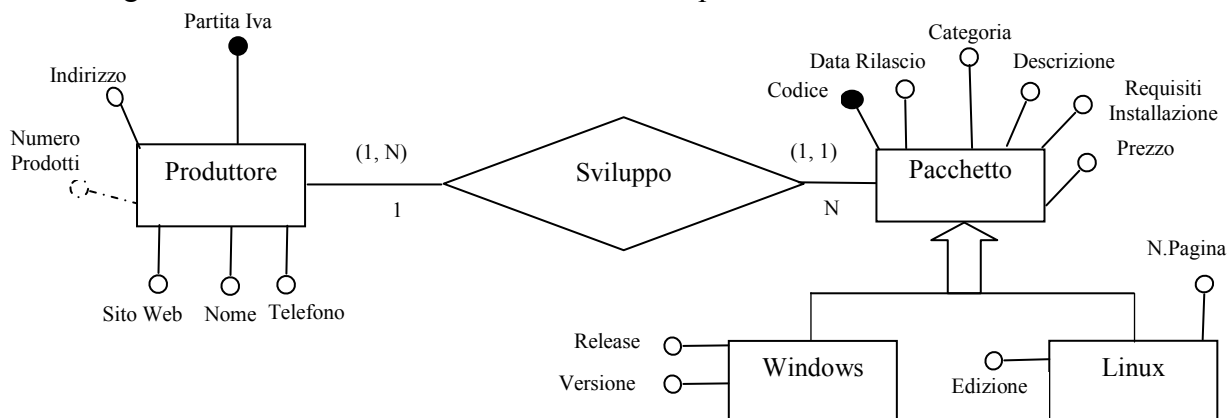 Partita Iva
Categoria
Indirizzo
Data Rilascio
Descrizione
Codice
Requisiti
Installazione
Numero
Prodotti
(1, N)
(1, 1)
Prezzo
Produttore
Sviluppo
Pacchetto
1
N
N.Pagina
Sito Web
Nome
Telefono
Release
Windows
Linux
Versione
Edizione